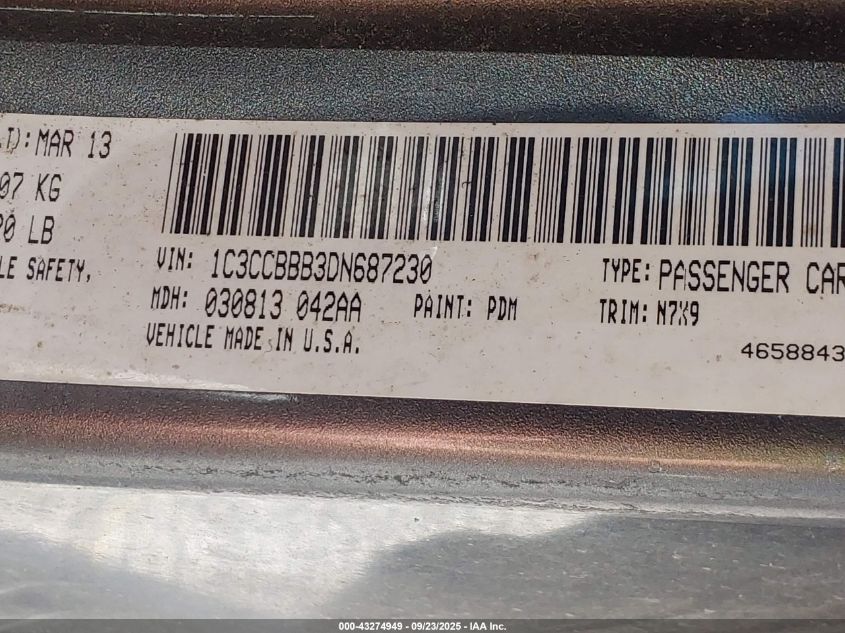 MAR 13
07 KG
20 LB
LE SAFETY,
VIN: 1C3CCBBB3DN687230
TYPE: PASSENGER CAR
MDH: 030813 042AA
PAINT: PDM
TRIM: N7X9
VEHICLE MADE IN U.S.A.
4658843
000-43274949 - 09/23/2025 - IAA Inc.